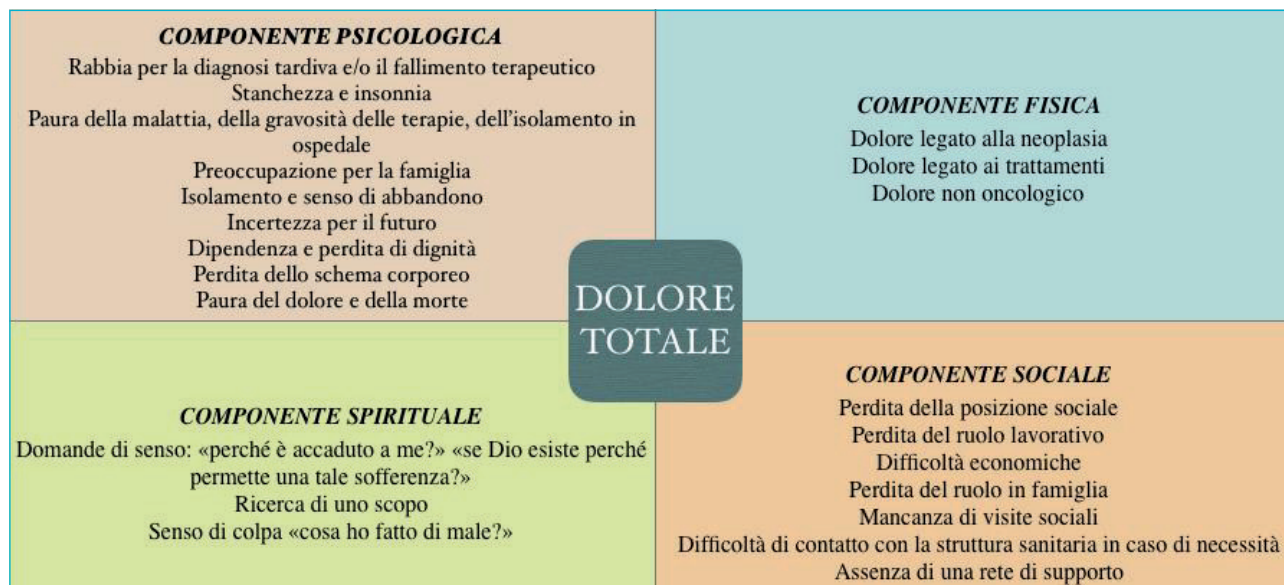 COMPONENTE PSICOLOGICA
Rabbia per la diagnosi tardiva e/o il fallimento terapeutico
Stanchezza e insonnia
Paura della malattia, della gravosità delle terapie, dell'isolamento in
ospedale
Preoccupazione per la famiglia
Isolamento e senso di abbandono
Incertezza per il futuro
Dipendenza e perdita di dignità
Perdita dello schema corporeo
Paura del dolore e della morte
COMPONENTE FISICA
Dolore legato alla neoplasia
Dolore legato ai trattamenti
Dolore non oncologico
DOLORE
TOTALE
COMPONENTE SPIRITUALE
Domande di senso: «perché è accaduto a me?» «se Dio esiste perché
permette una tale sofferenza?»
Ricerca di uno scopo
Senso di colpa «cosa ho fatto di male?»
COMPONENTE SOCIALE
Perdita della posizione sociale
Perdita del ruolo lavorativo
Difficoltà economiche
Perdita del ruolo in famiglia
Mancanza di visite sociali
Difficoltà di contatto con la struttura sanitaria in caso di necessità
Assenza di una rete di supporto